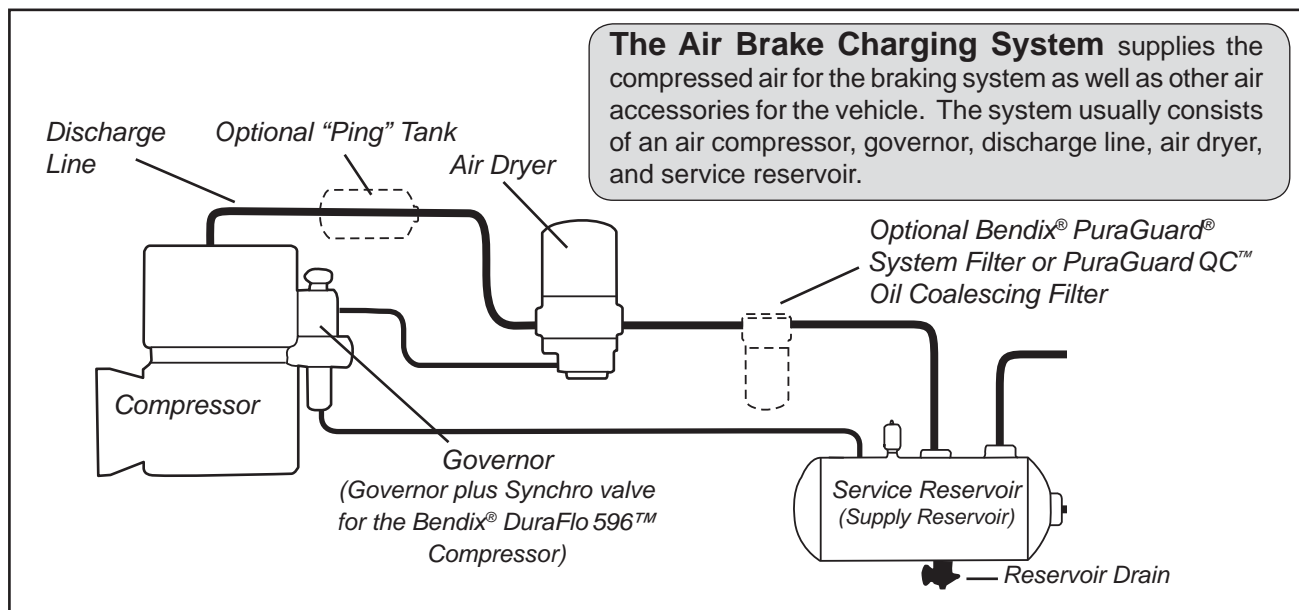 The Air Brake Charging System supplies the
compressed air for the braking system as well as other air
accessories for the vehicle. The system usually consists
of an air compressor, governor, discharge line, air dryer,
and service reservoir.
Discharge
Line
Optional “Ping” Tank
Air Dryer
Optional Bendix® PuraGuard®
System Filter or PuraGuard QC™
Oil Coalescing Filter
Compressor
Governor
(Governor plus Synchro valve
for the Bendix® DuraFlo 596™
Compressor)
Service Reservoir
(Supply Reservoir)
Reservoir Drain